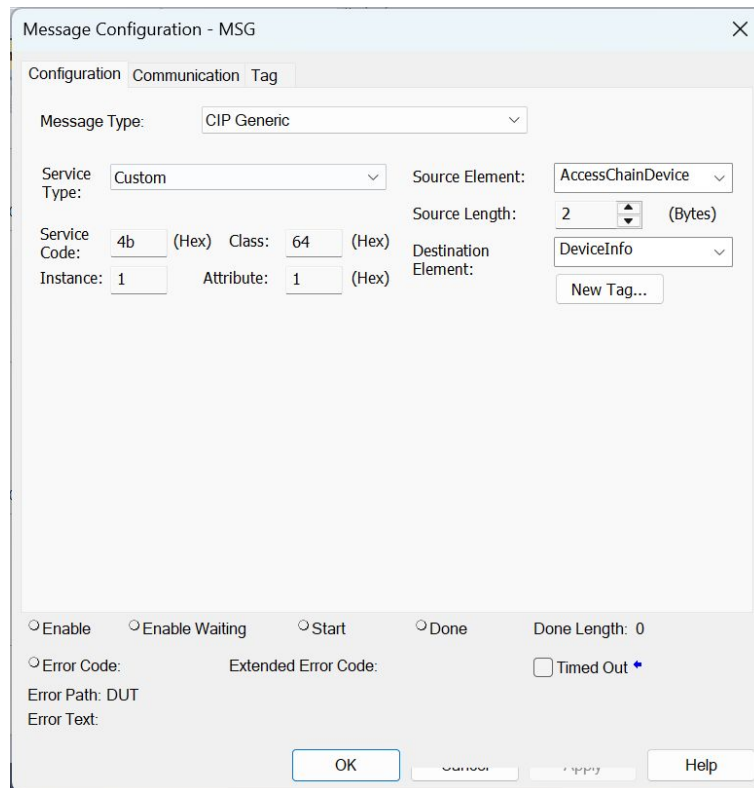 Message Configuration - MSG
Configuration Communication Tag
Message Type: CIP Generic
Service Type: Custom
Source Element: AccessChainDevice
Source Length: 2 (Bytes)
Service Code: 4b (Hex) Class: 64 (Hex)
Destination Element: DeviceInfo
Instance: 1 Attribute: 1 (Hex)
New Tag...
Enable Enable Waiting Start Done Done Length: 0
Error Code: Extended Error Code: Timed Out
Error Path: DUT
Error Text:
OK Help